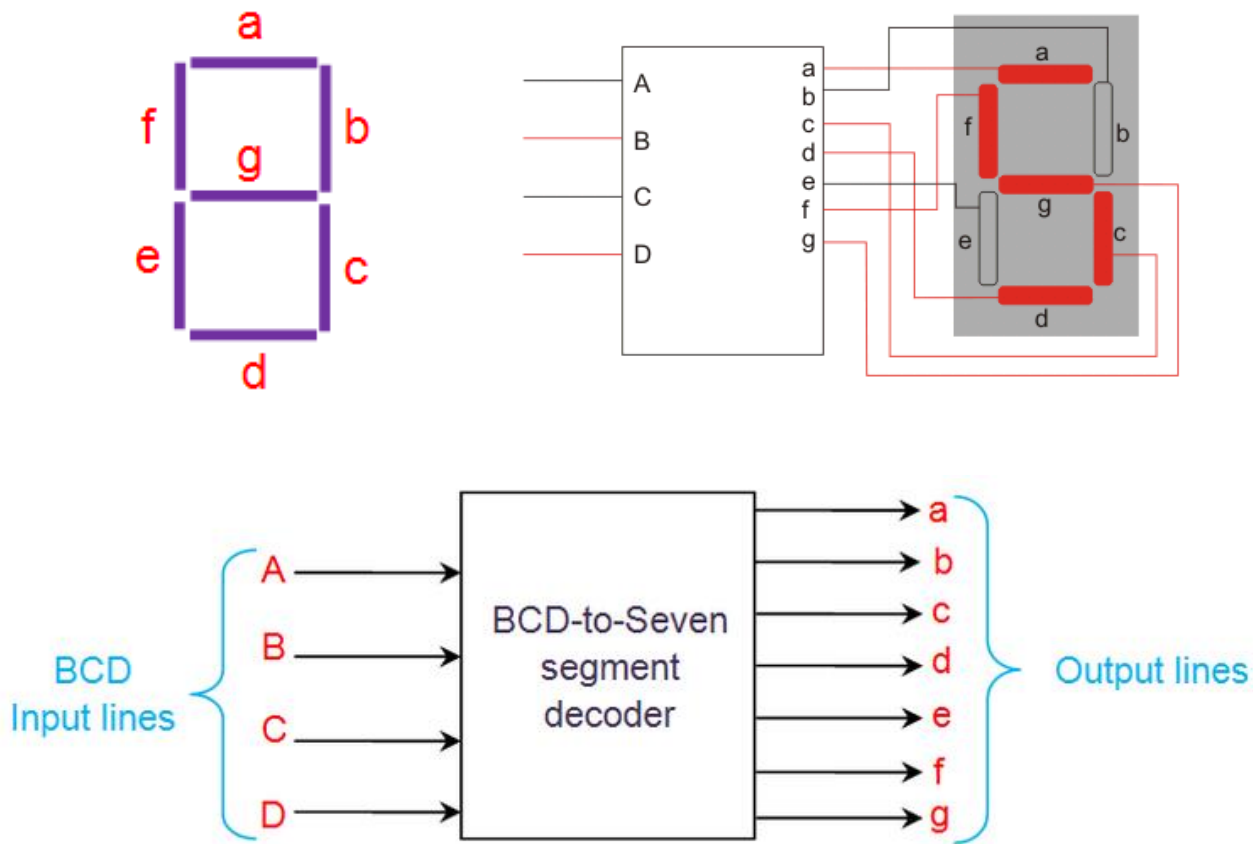 a
f
b
g
e
c
d
A
B
C
D
a
b
c
d
e
f
g
a
f
b
g
e
c
d
BCD
Input lines
A
B
C
D
BCD-to-Seven
segment
decoder
a
b
c
d
e
f
g
Output lines